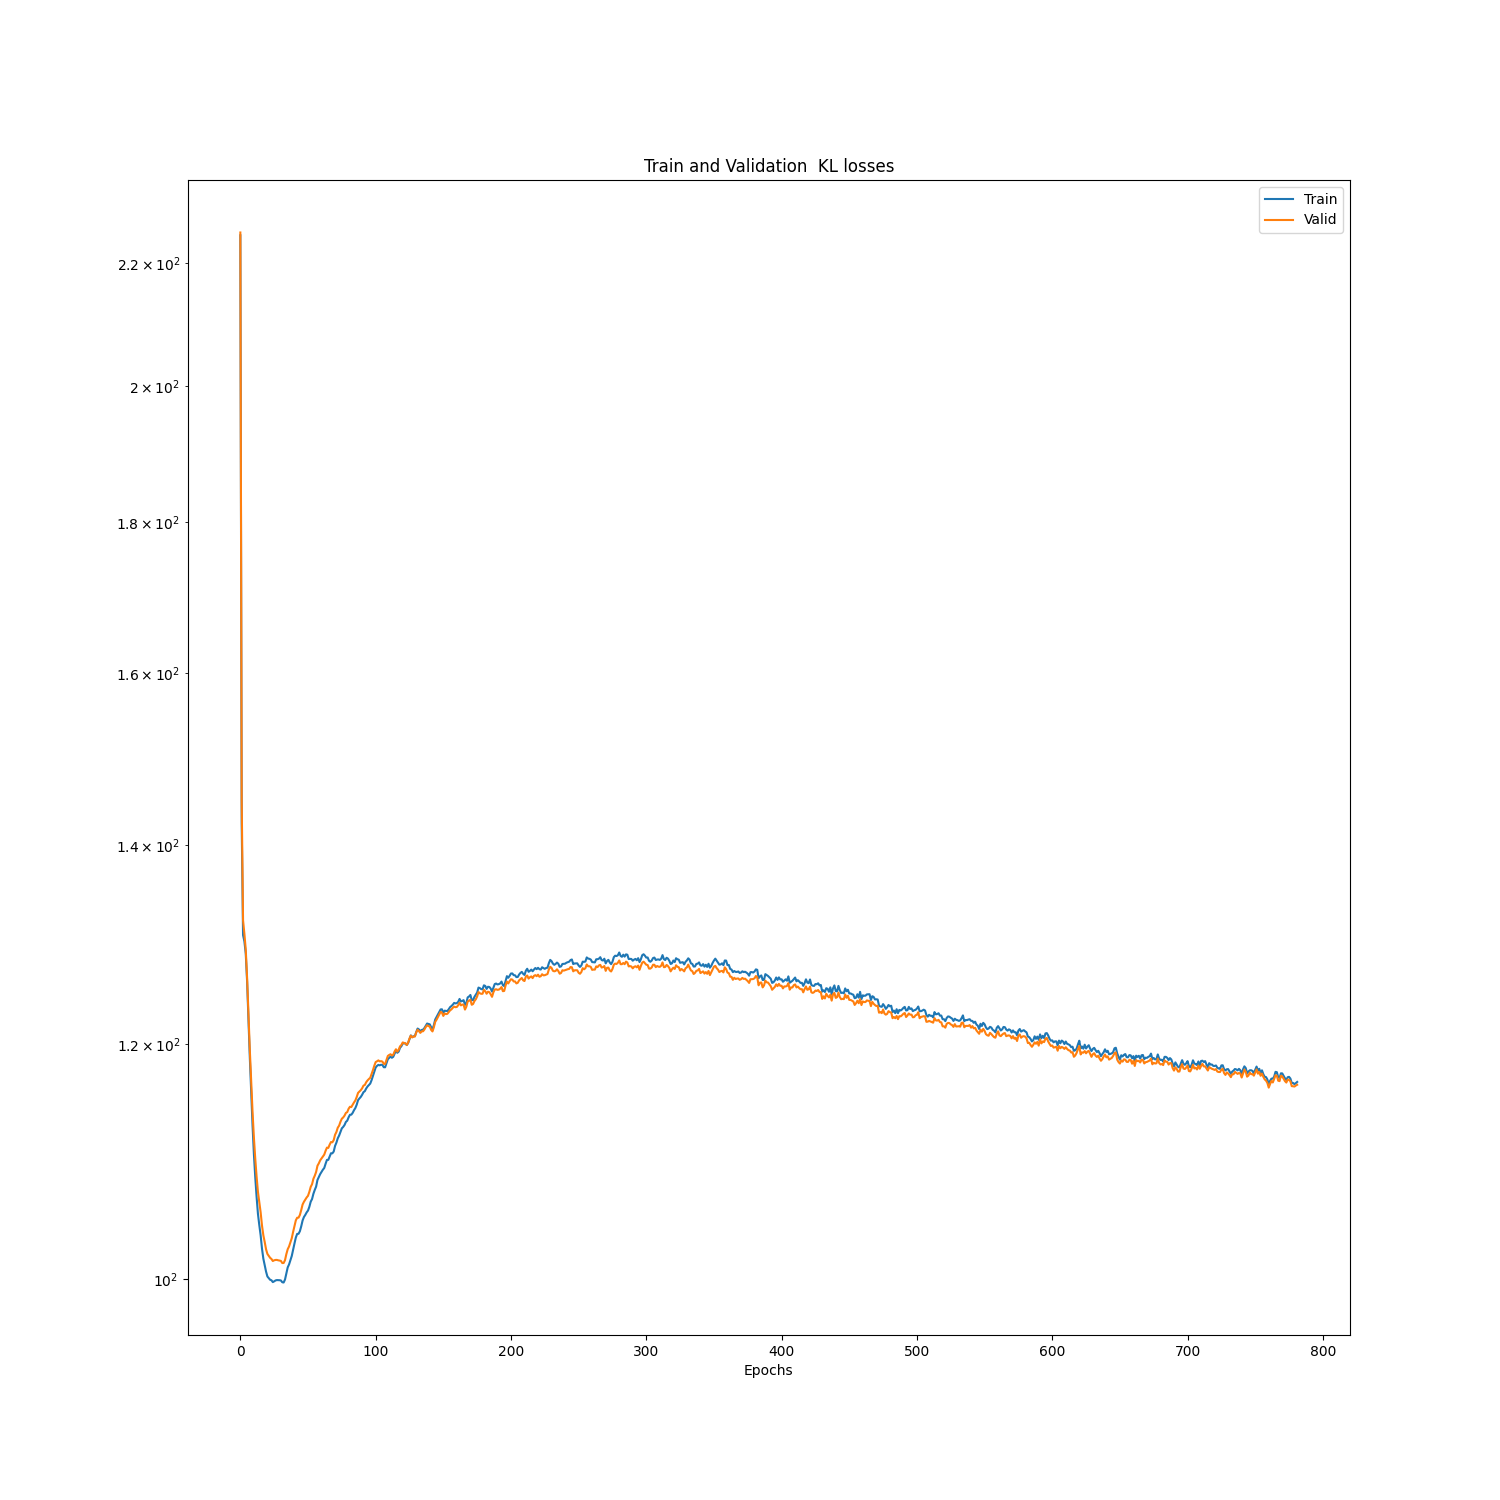 Train and Validation  KL losses
Train
Valid
2.2 × 10²
2 × 10²
1.8 × 10²
1.6 × 10²
1.4 × 10²
1.2 × 10²
10²
0 100 200 300 400 500 600 700 800
Epochs